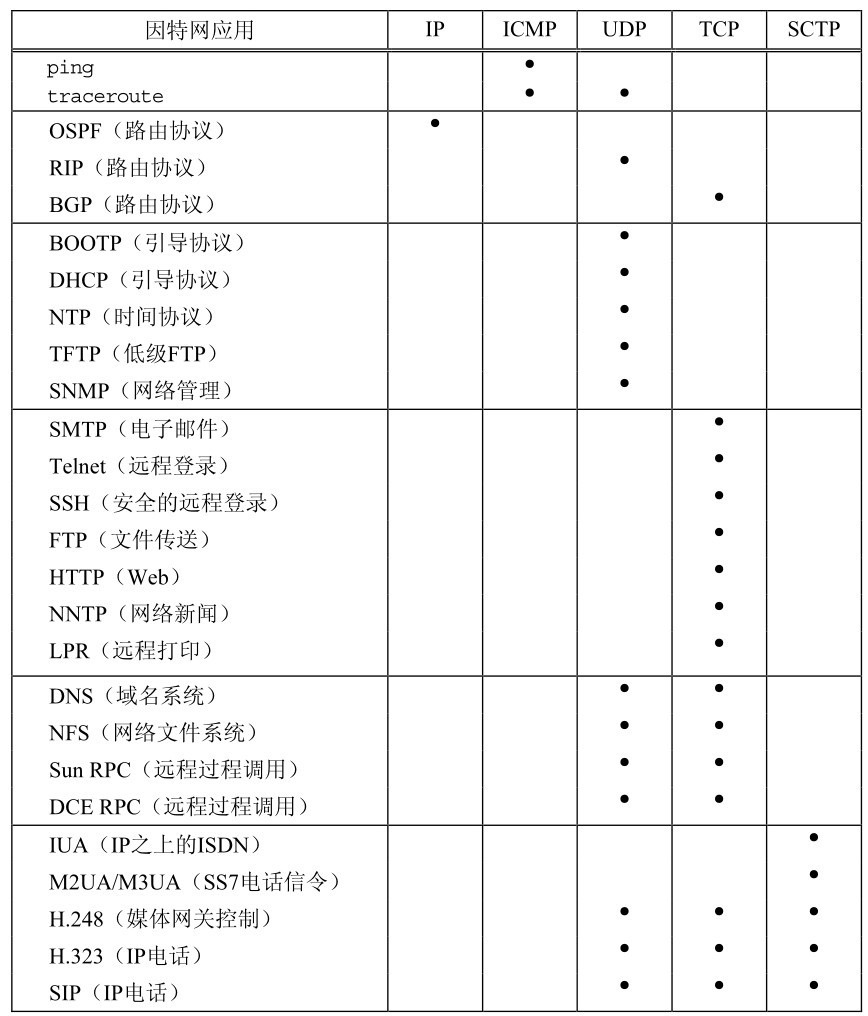 因特网应用 IP ICMP UDP TCP SCTP
ping •
traceroute • •
OSPF（路由协议） •
RIP（路由协议） •
BGP（路由协议） •
BOOTP（引导协议） •
DHCP（引导协议） •
NTP（时间协议） •
TFTP（低级FTP） •
SNMP（网络管理） •
SMTP（电子邮件） •
Telnet（远程登录） •
SSH（安全的远程登录） •
FTP（文件传送） •
HTTP（Web） •
NNTP（网络新闻） •
LPR（远程打印） •
DNS（域名系统） • •
NFS（网络文件系统） • •
Sun RPC（远程过程调用） • •
DCE RPC（远程过程调用） • •
IUA（IP之上的ISDN） •
M2UA/M3UA（SS7电话信令） •
H.248（媒体网关控制） • • •
H.323（IP电话） • • •
SIP（IP电话） • • •